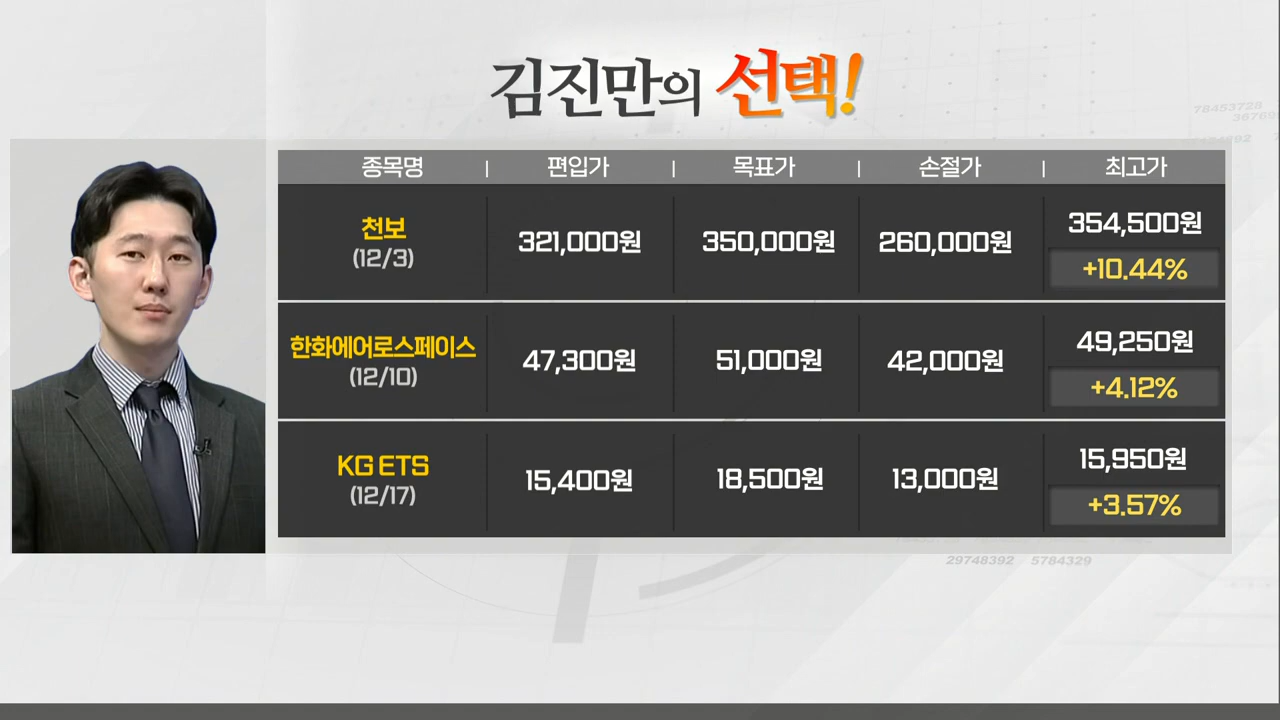 김진만의 선택!
종목명 | 편입가 | 목표가 | 손절가 | 최고가
천보 (12/3) 321,000원 350,000원 260,000원 354,500원 +10.44%
한화에어로스페이스 (12/10) 47,300원 51,000원 42,000원 49,250원 +4.12%
KG ETS (12/17) 15,400원 18,500원 13,000원 15,950원 +3.57%
78453728
29748392 5784329